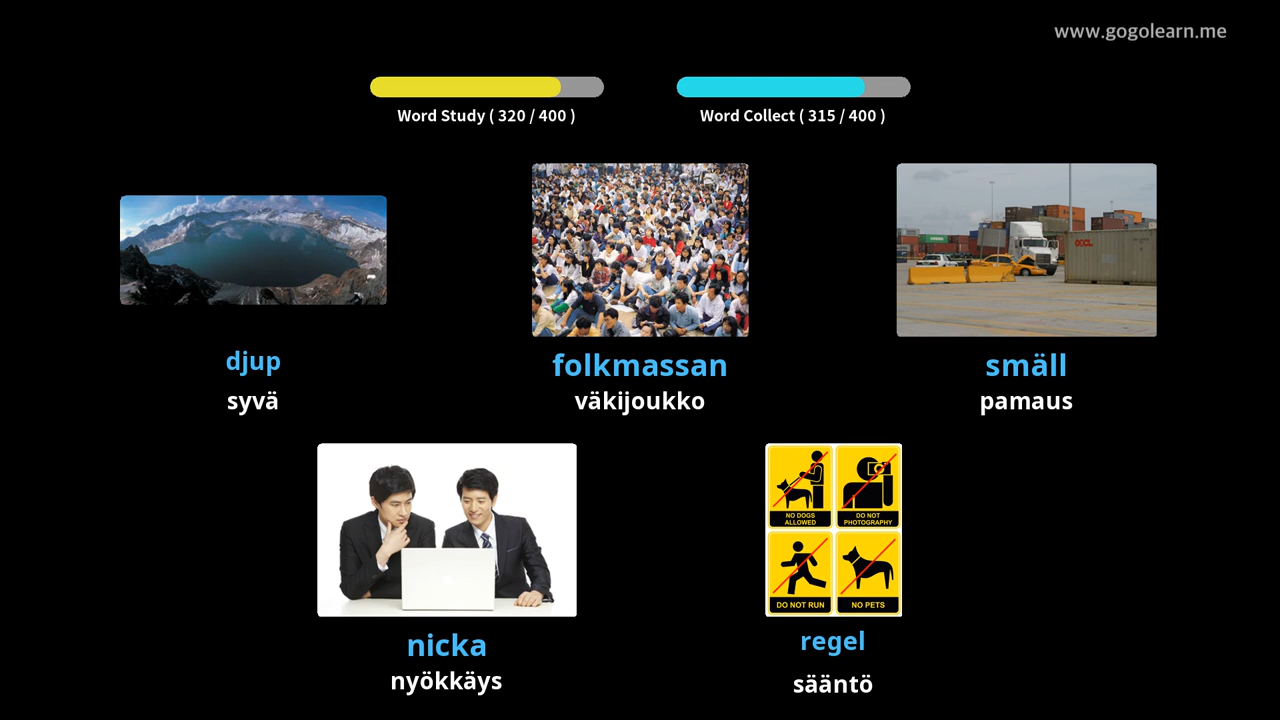 www.gogolearn.me
Word Study ( 320 / 400 )
Word Collect ( 315 / 400 )
OOCL
djup
syvä
folkmassan
väkijoukko
smäll
pamaus
NO DOGS
ALLOWED
DO NOT
PHOTOGRAPHY
DO NOT RUN
NO PETS
nicka
nyökkäys
regel
sääntö